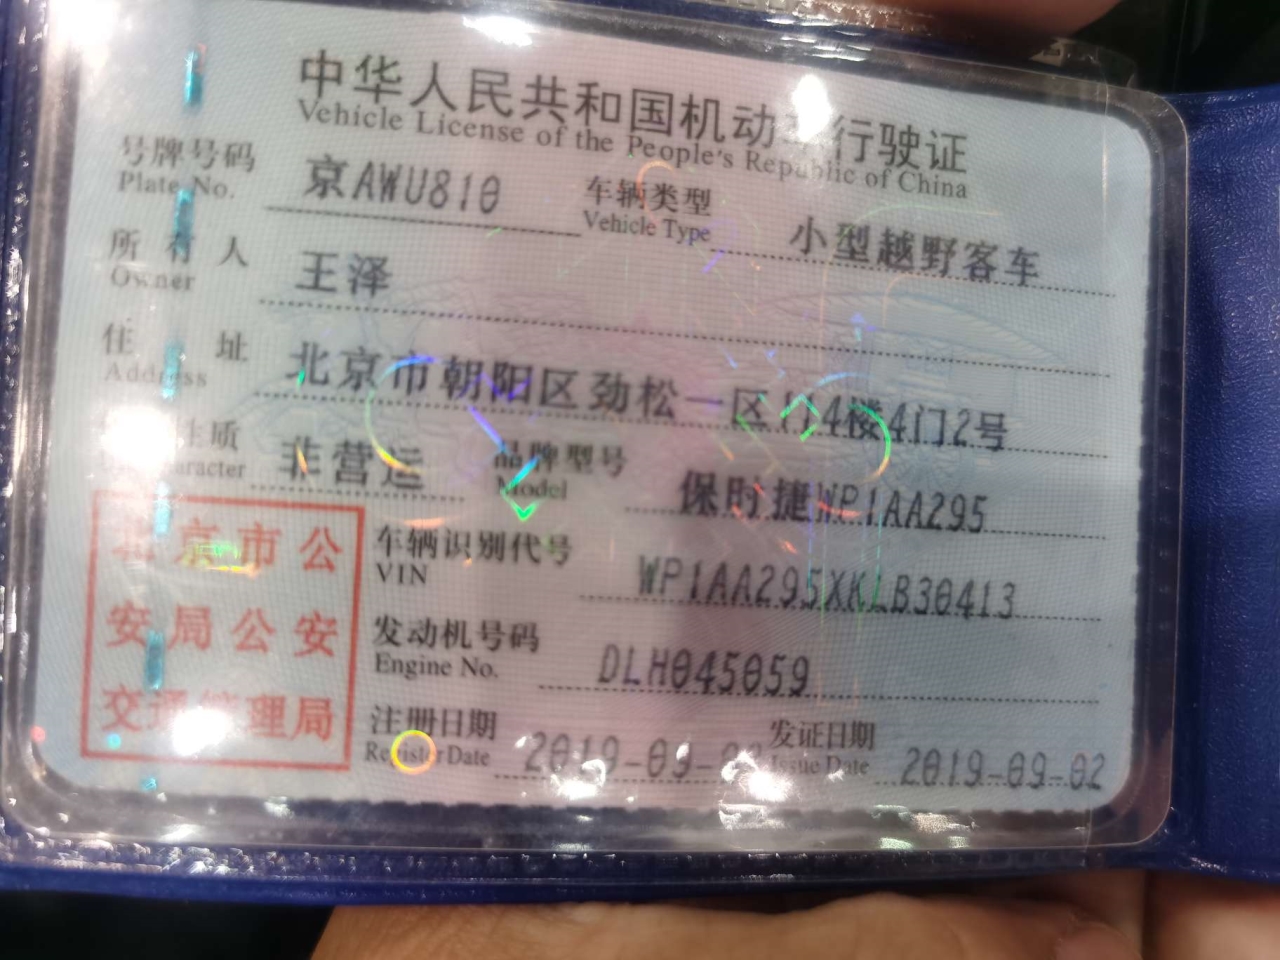 中华人民共和国机动车行驶证
Vehicle License of the People's Republic of China
号牌号码 京AWU810 车辆类型 小型越野客车
Plate No. Vehicle Type
所有人 王泽
Owner
住址 北京市朝阳区劲松一区114楼4门2号
Address
性质 非营运 品牌型号 保时捷WP1AA295
Character Model
北京市公
安局公安
交通管理局
车辆识别代号 WP1AA295XKLB30413
VIN
发动机号码 DLH045059
Engine No.
注册日期 2019-09- 发证日期 2019-09-02
Register Date Issue Date